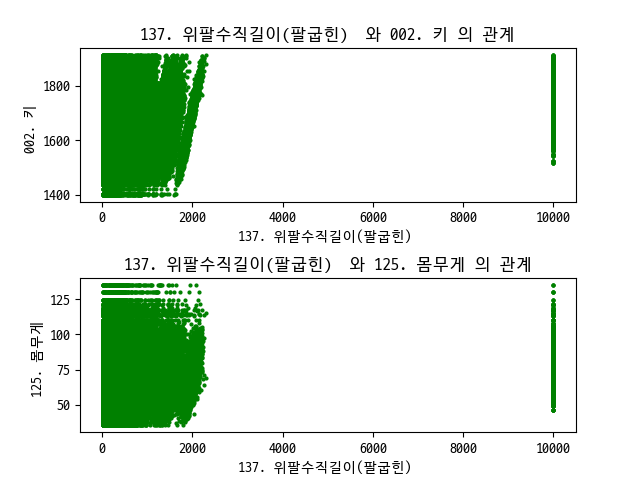 137. 위팔수직길이(팔굽힌) 와 002. 키 의 관계
002. 키
1800
1600
1400
0 2000 4000 6000 8000 10000
137. 위팔수직길이(팔굽힌)
137. 위팔수직길이(팔굽힌) 와 125. 몸무게 의 관계
125. 몸무게
125
100
75
50
0 2000 4000 6000 8000 10000
137. 위팔수직길이(팔굽힌)